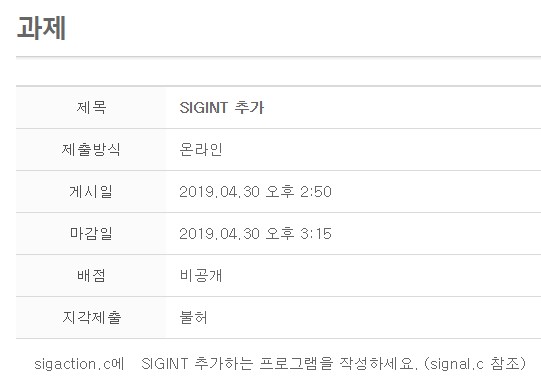 과제
제목 SIGINT 추가
제출방식 온라인
게시일 2019.04.30 오후 2:50
마감일 2019.04.30 오후 3:15
배점 비공개
지각제출 불허
sigaction.c에 SIGINT 추가하는 프로그램을 작성하세요. (signal.c 참조)